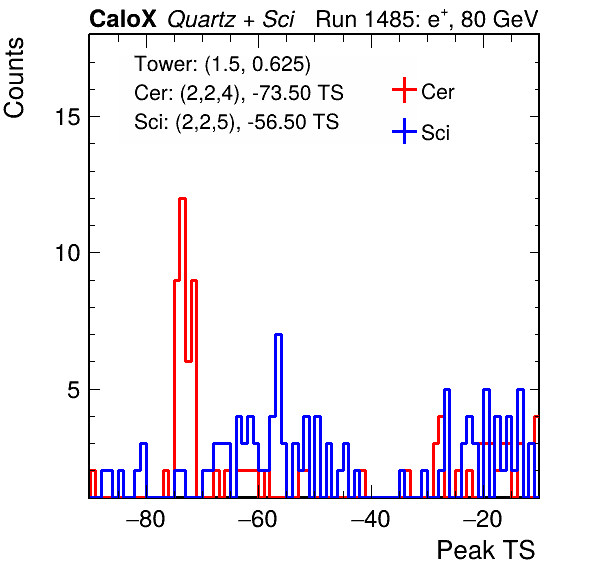 CaloX Quartz + Sci Run 1485: e⁺, 80 GeV
Tower: (1.5, 0.625)
Cer: (2,2,4), -73.50 TS
Sci: (2,2,5), -56.50 TS
Cer
Sci
Counts
15
10
5
−80 −60 −40 −20
Peak TS